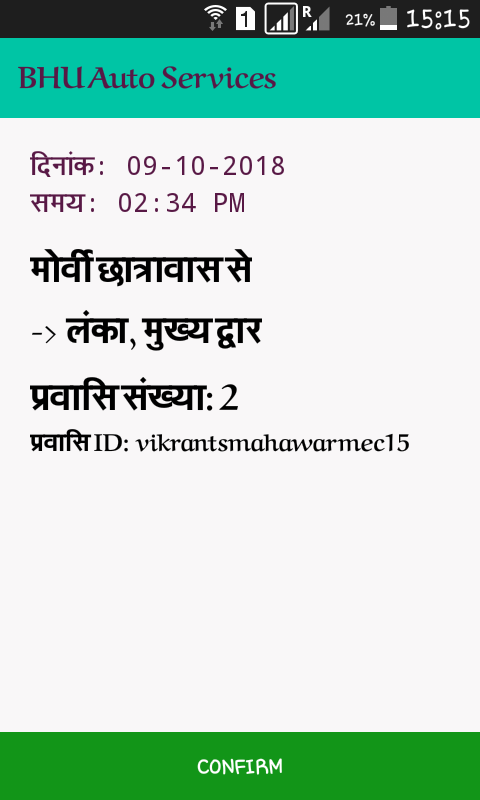 1 R 21% 15:15
BHU Auto Services
दिनांक: 09-10-2018
समय: 02:34 PM
मोर्वी छात्रावास से
-> लंका, मुख्य द्वार
प्रवासि संख्या: 2
प्रवासि ID: vikrantsmahawarmec15
CONFIRM